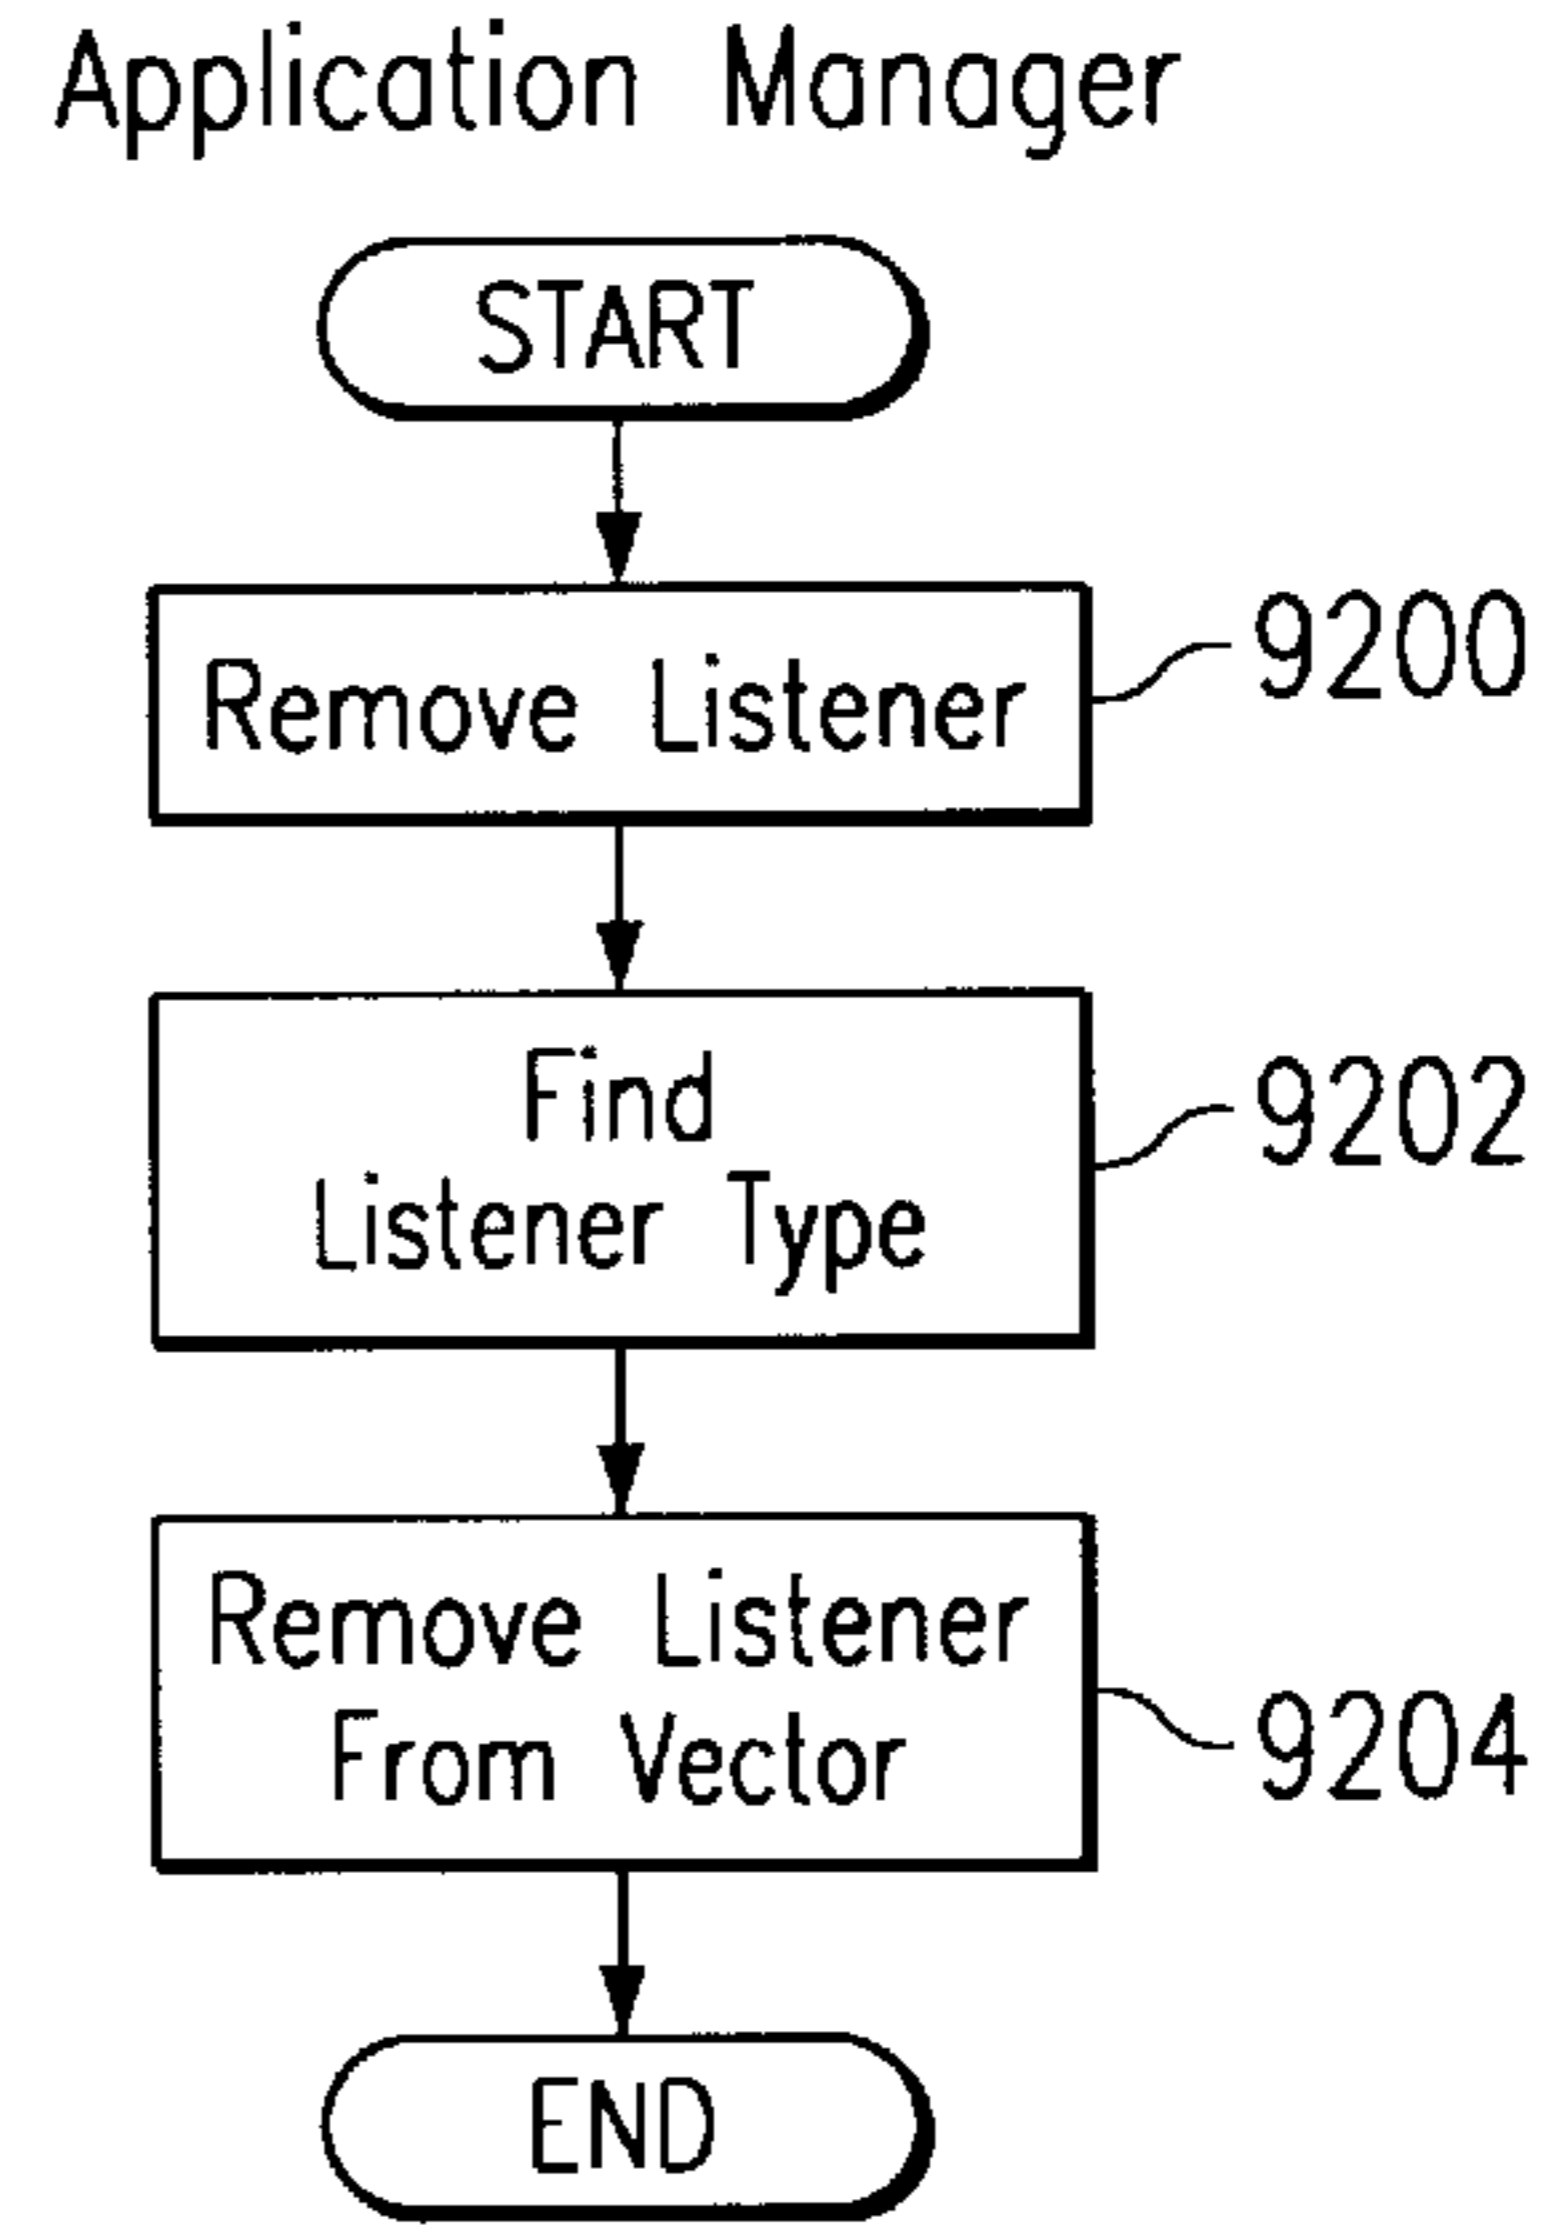 Application Manager
START
Remove Listener
9200
Find
Listener Type
9202
Remove Listener
From Vector
9204
END